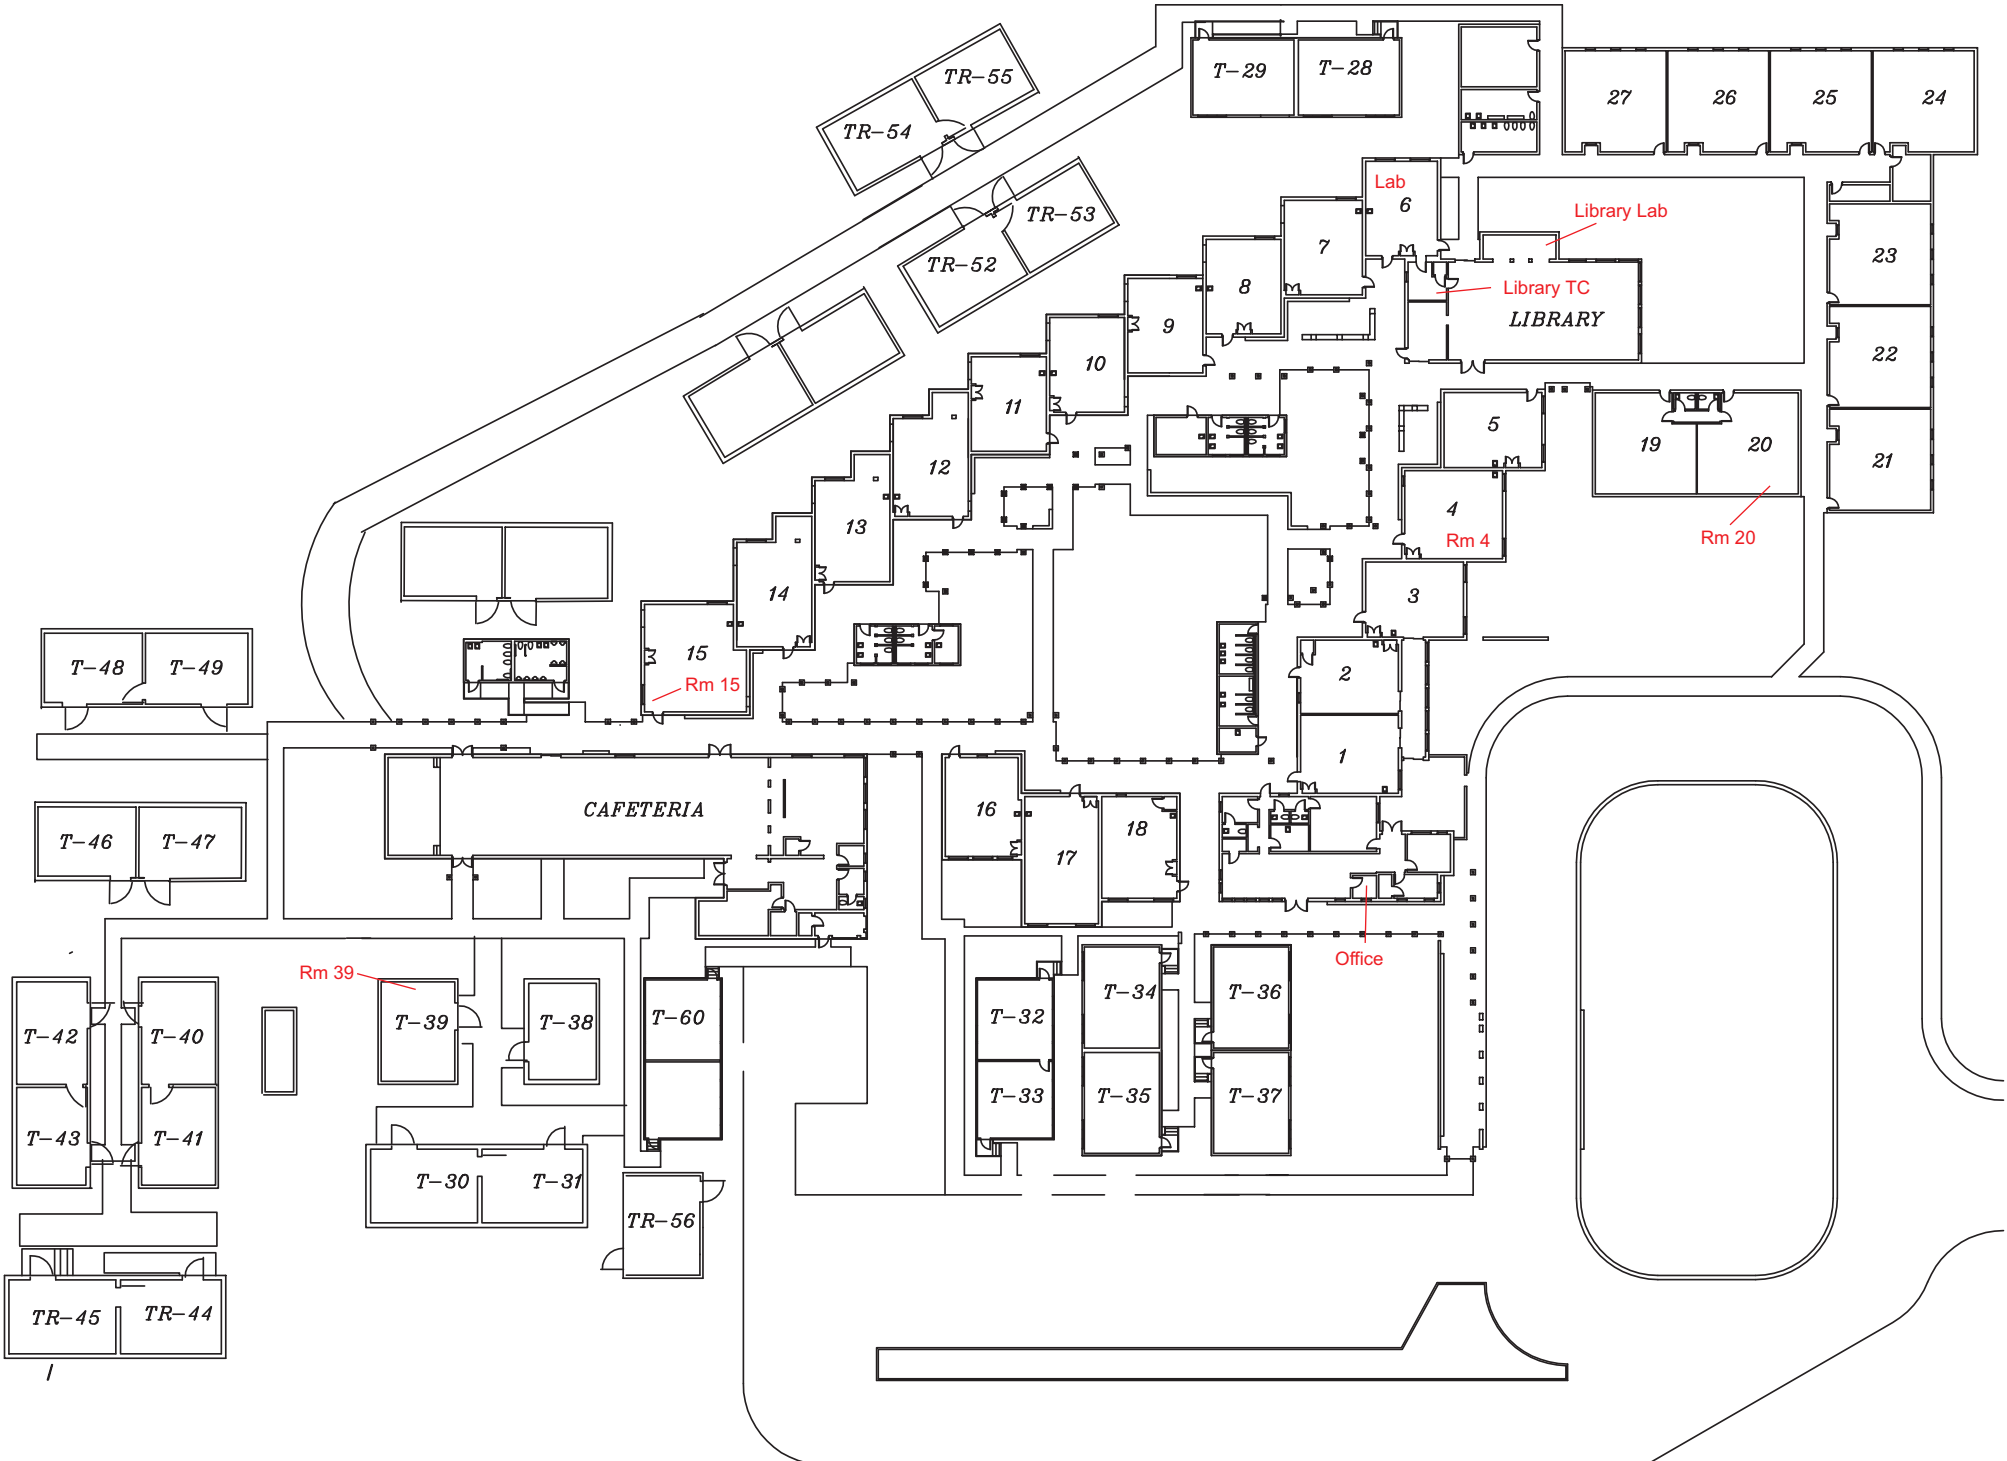 TR-55
TR-54
T-29
T-28
27
26
25
24
Lab
6
Library Lab
TR-53
TR-52
7
8
9
Library TC
LIBRARY
23
22
21
10
11
12
13
14
15
Rm 15
5
4
Rm 4
19
20
Rm 20
3
2
1
T-48
T-49
T-46
T-47
CAFETERIA
16
17
18
Office
Rm 39
T-42
T-40
T-39
T-38
T-60
T-32
T-34
T-36
T-43
T-41
T-33
T-35
T-37
T-30
T-31
TR-56
TR-45
TR-44